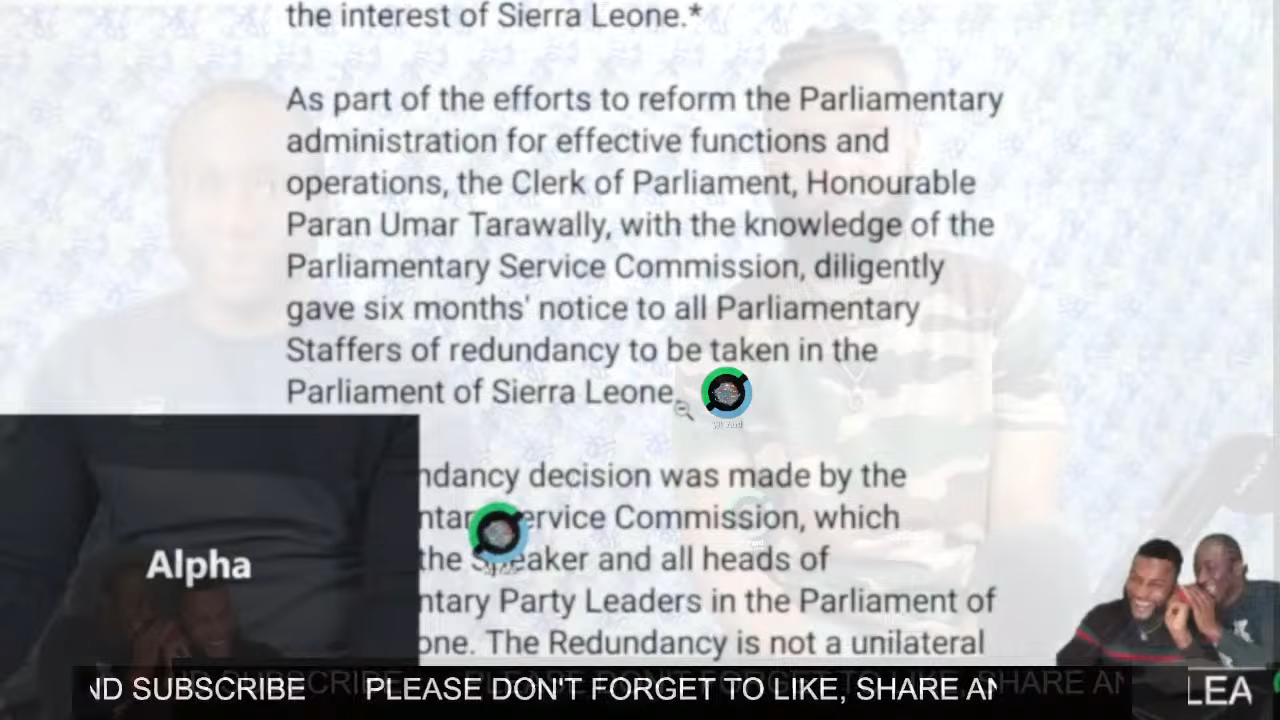 the interest of Sierra Leone.*
As part of the efforts to reform the Parliamentary
administration for effective functions and
operations, the Clerk of Parliament, Honourable
Paran Umar Tarawally, with the knowledge of the
Parliamentary Service Commission, diligently
gave six months' notice to all Parliamentary
Staffers of redundancy to be taken in the
Parliament of Sierra Leone.
ndancy decision was made by the
ntar ervice Commission, which
the S eaker and all heads of
ntary Party Leaders in the Parliament of
one. The Redundancy is not a unilateral
Alpha
ND SUBSCRIBE PLEASE DON'T FORGET TO LIKE, SHARE AN
LEA